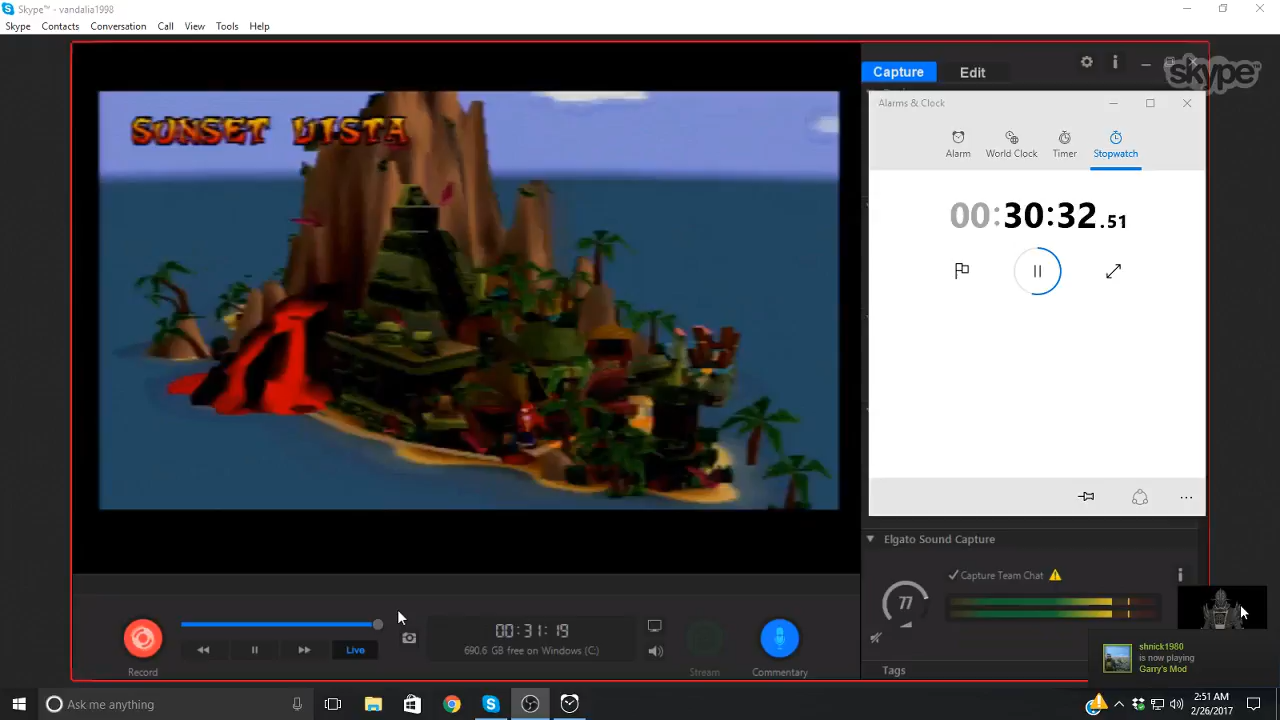 Skype™ - vandalia1998
Skype Contacts Conversation Call View Tools Help
Capture Edit
skype
SUNSET VISTA
Alarms & Clock
Alarm World Clock Timer Stopwatch
00:30:32.51
Elgato Sound Capture
Capture Team Chat
77
00:31:19
690.6 GB free on Windows (C:)
Live
Record
Stream
Commentary
Tags
shnick1980
is now playing
Garry's Mod
Ask me anything
2:51 AM
2/26/2017